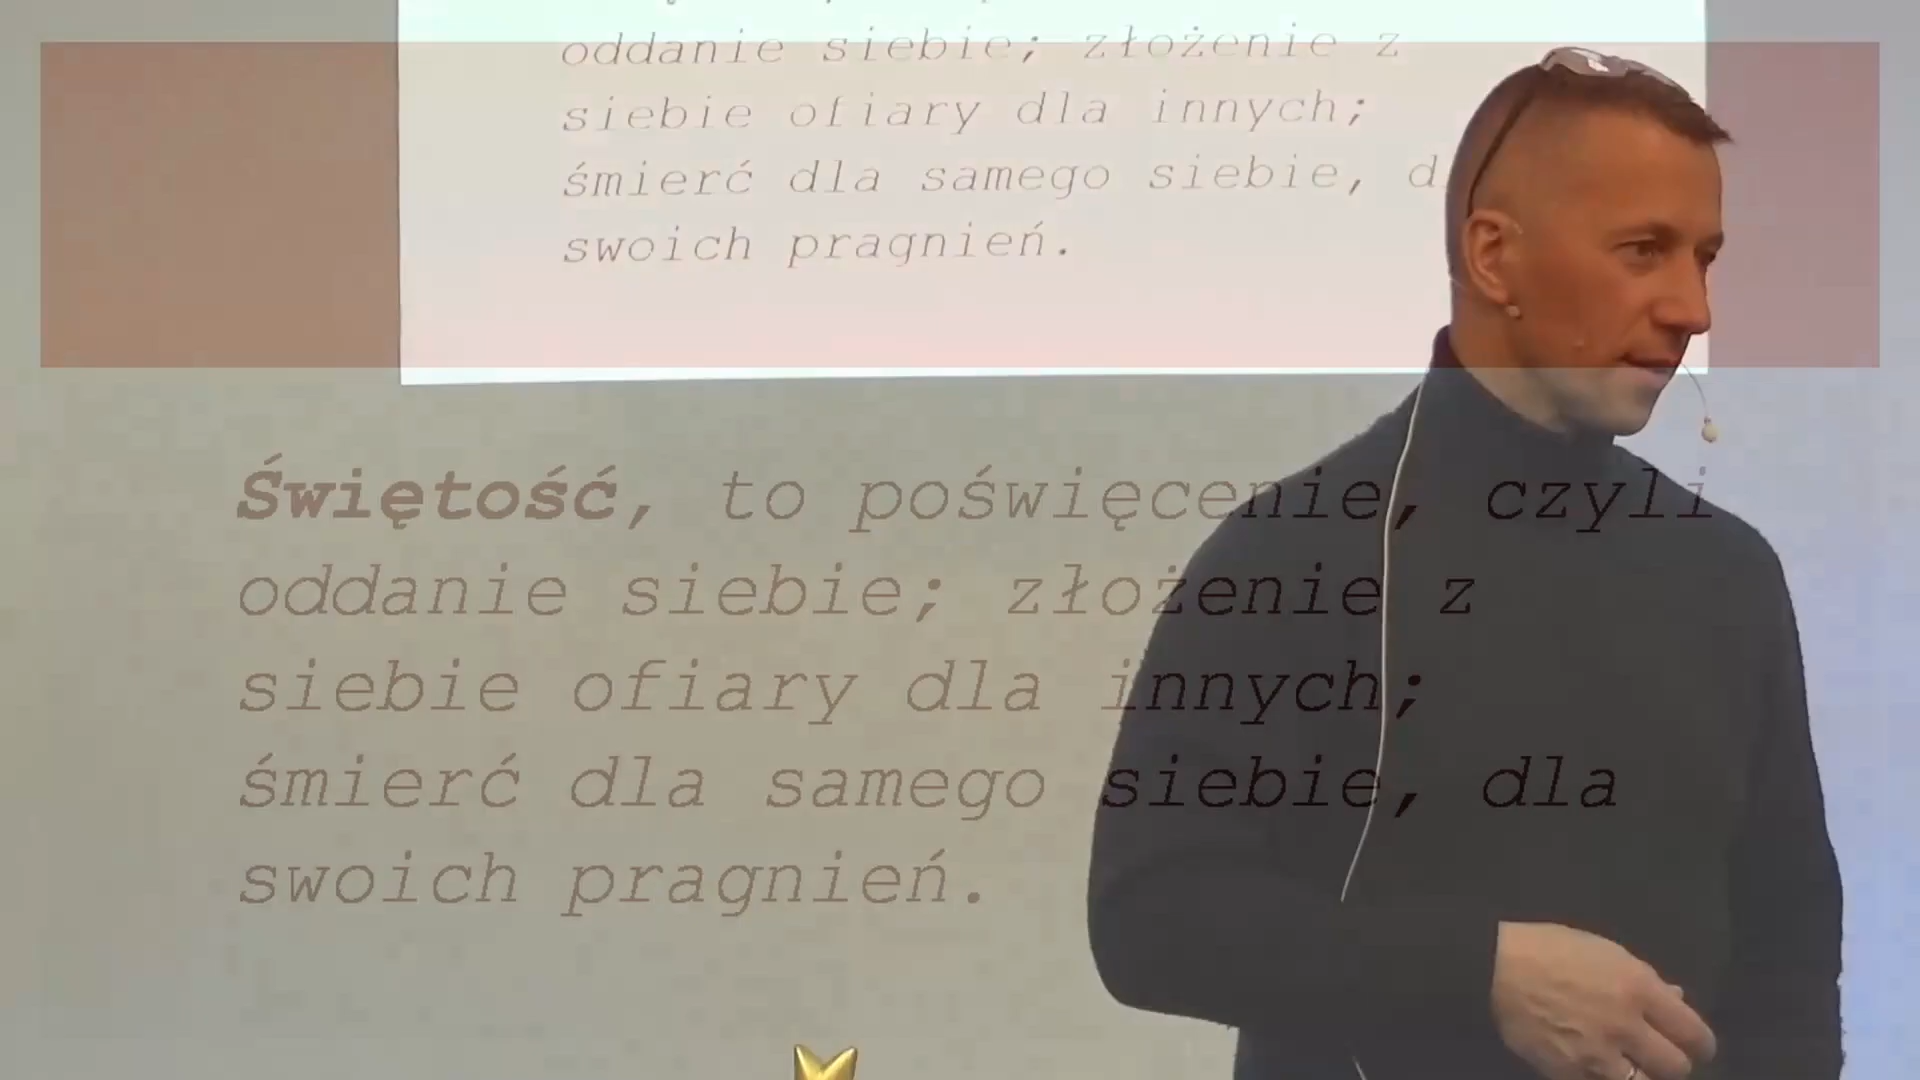 oddanie siebie; złożenie z
siebie ofiary dla innych;
śmierć dla samego siebie, d
swoich pragnień.
Świętość, to poświęcenie, czyli
oddanie siebie; złożenie z
siebie ofiary dla innych;
śmierć dla samego siebie, dla
swoich pragnień.